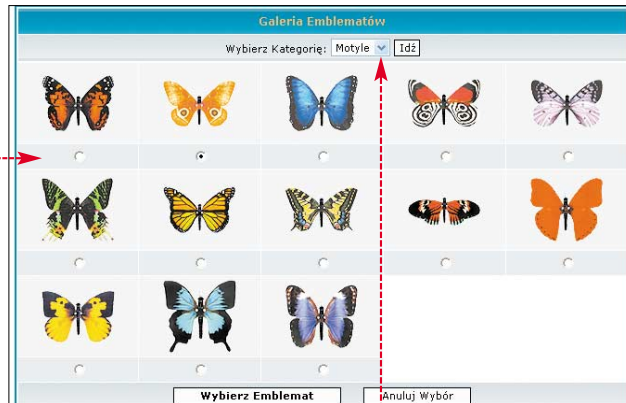 Galeria Emblematów
Wybierz Kategorię: Motyle Idź
Wybierz Emblemat Anuluj Wybór